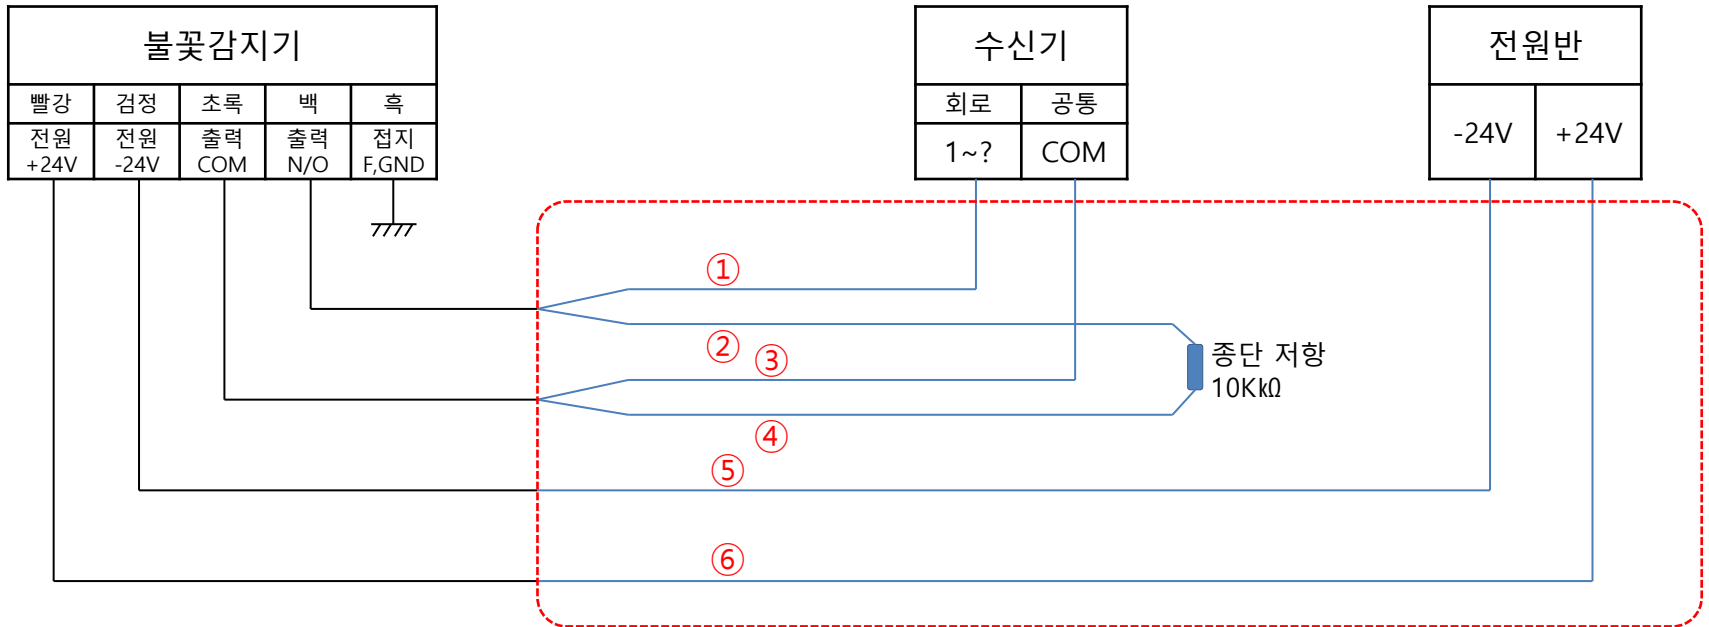 불꽃감지기
빨강 검정 초록 백 흑
전원 전원 출력 출력 접지
+24V -24V COM N/O F,GND
수신기
회로 공통
1~? COM
전원반
-24V +24V
①
②
③
종단 저항
10K㏀
④
⑤
⑥